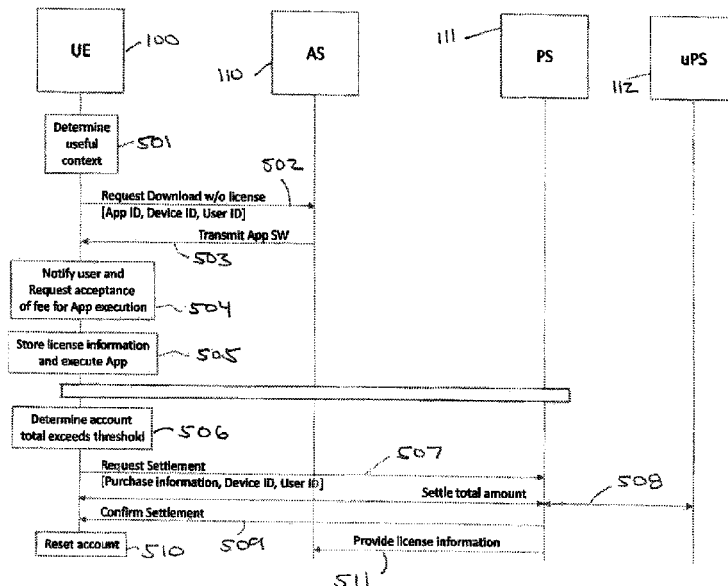 UE
100
110
AS
111
PS
112
uPS
Determine
useful
context
501
502
Request Download w/o license
[App ID, Device ID, User ID]
Transmit App SW
503
Notify user and
Request acceptance
of fee for App execution
504
Store license information
and execute App
505
Determine account
total exceeds threshold
506
507
Request Settlement
[Purchase information, Device ID, User ID]
Settle total amount
508
Confirm Settlement
509
Reset account
510
Provide license information
511